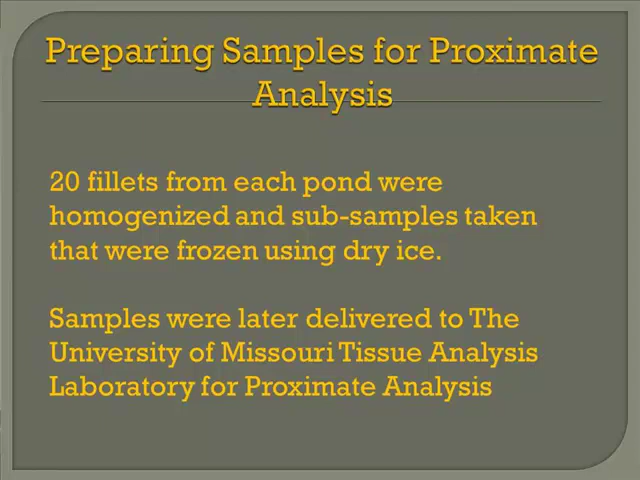 Preparing Samples for Proximate
Analysis
20 fillets from each pond were
homogenized and sub-samples taken
that were frozen using dry ice.
Samples were later delivered to The
University of Missouri Tissue Analysis
Laboratory for Proximate Analysis